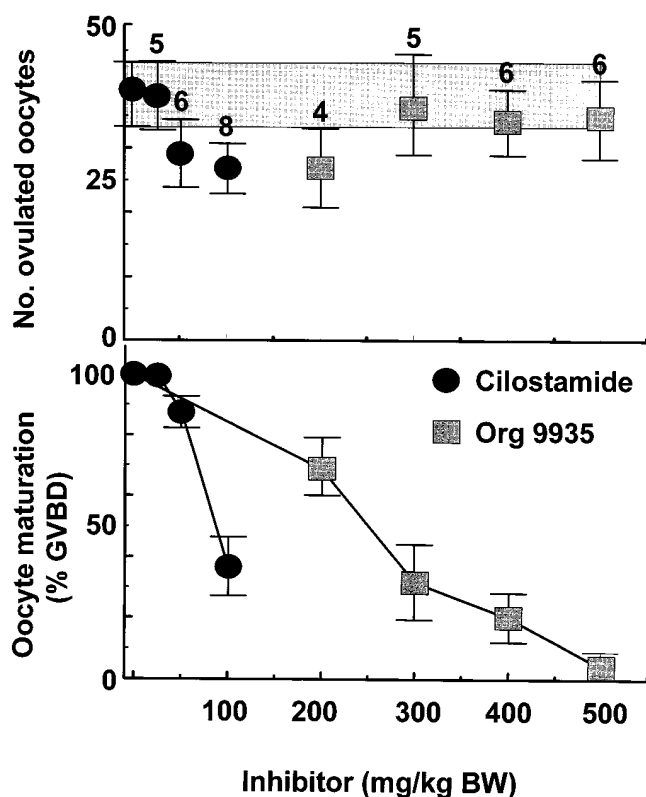 No. ovulated oocytes
50
25
0
5
6
8
4
5
6
6
Oocyte maturation
(% GVBD)
100
50
0
Cilostamide
Org 9935
100 200 300 400 500
Inhibitor (mg/kg BW)